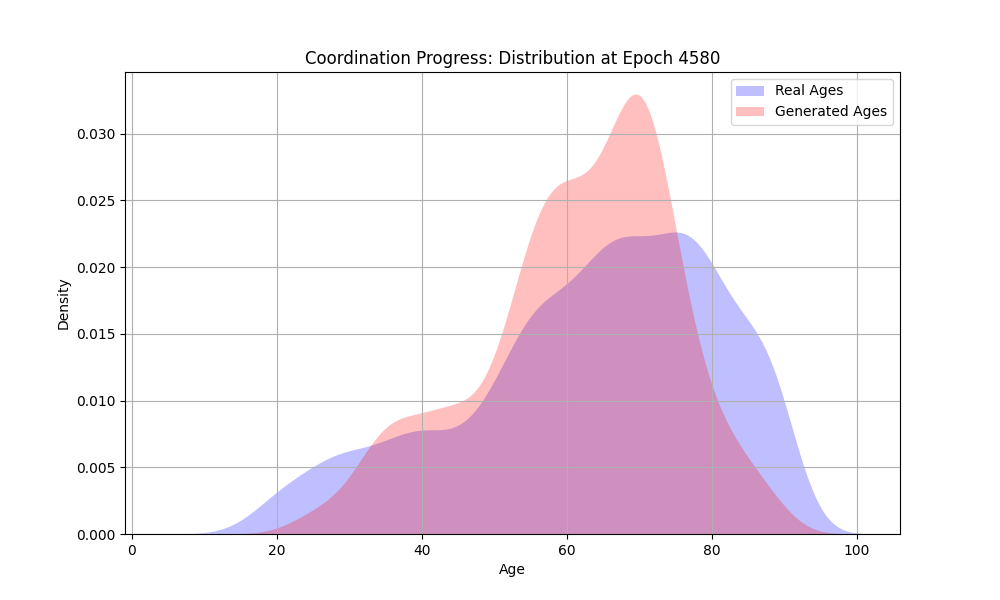 Coordination Progress: Distribution at Epoch 4580
Real Ages
Generated Ages
0.030
0.025
0.020
0.015
0.010
0.005
0.000
Density
0 20 40 60 80 100
Age